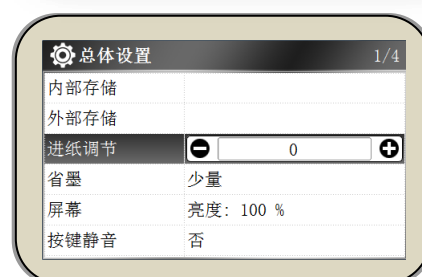 总体设置 1/4
内部存储
外部存储
进纸调节 0
省墨 少量
屏幕 亮度: 100 %
按键静音 否